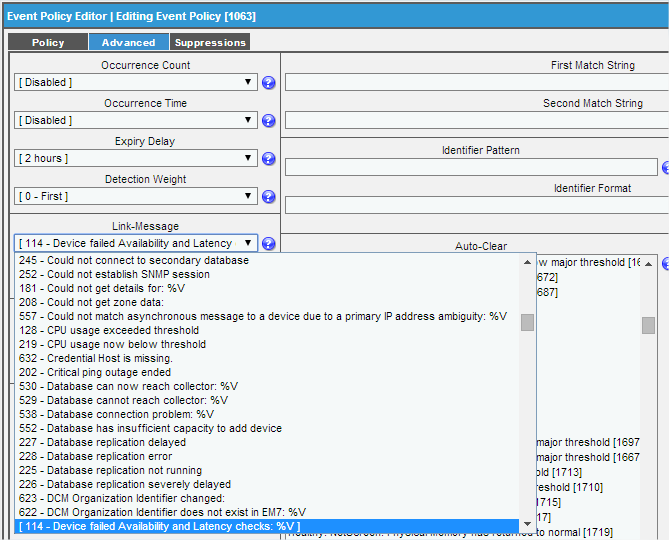 Event Policy Editor | Editing Event Policy [1063]
Policy
Advanced
Suppressions
Occurrence Count
[ Disabled ]
Occurrence Time
[ Disabled ]
Expiry Delay
[ 2 hours ]
Detection Weight
[ 0 - First ]
Link-Message
[ 114 - Device failed Availability and Latency
245 - Could not connect to secondary database
252 - Could not establish SNMP session
181 - Could not get details for: %V
208 - Could not get zone data:
557 - Could not match asynchronous message to a device due to a primary IP address ambiguity: %V
128 - CPU usage exceeded threshold
219 - CPU usage now below threshold
632 - Credential Host is missing.
202 - Critical ping outage ended
530 - Database can now reach collector: %V
529 - Database cannot reach collector: %V
538 - Database connection problem: %V
552 - Database has insufficient capacity to add device
227 - Database replication delayed
228 - Database replication error
225 - Database replication not running
226 - Database replication severely delayed
623 - DCM Organization Identifier changed:
622 - DCM Organization Identifier does not exist in EM7: %V
[ 114 - Device failed Availability and Latency checks: %V ]
First Match String
Second Match String
Identifier Pattern
Identifier Format
Auto-Clear
major threshold [16
672]
687]
major threshold [1697
major threshold [1667
old [1713]
reshold [1710]
1715]
17]
[1719]